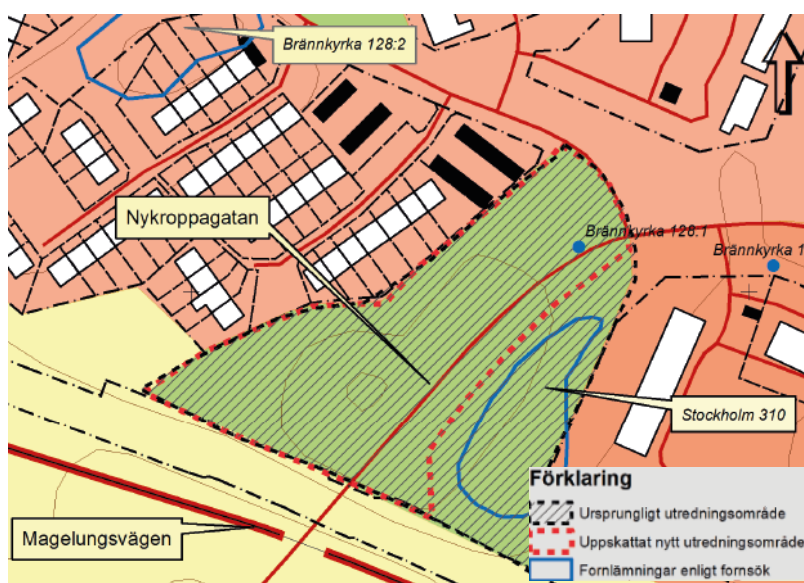 Brännkyrka 128:2
Nykroppagatan
Brännkyrka 128:1
Brännkyrka 1
Stockholm 310
Magelungsvägen
Förklaring
Ursprungligt utredningsområde
Uppskattat nytt utredningsområde
Fornlämningar enligt fornsök